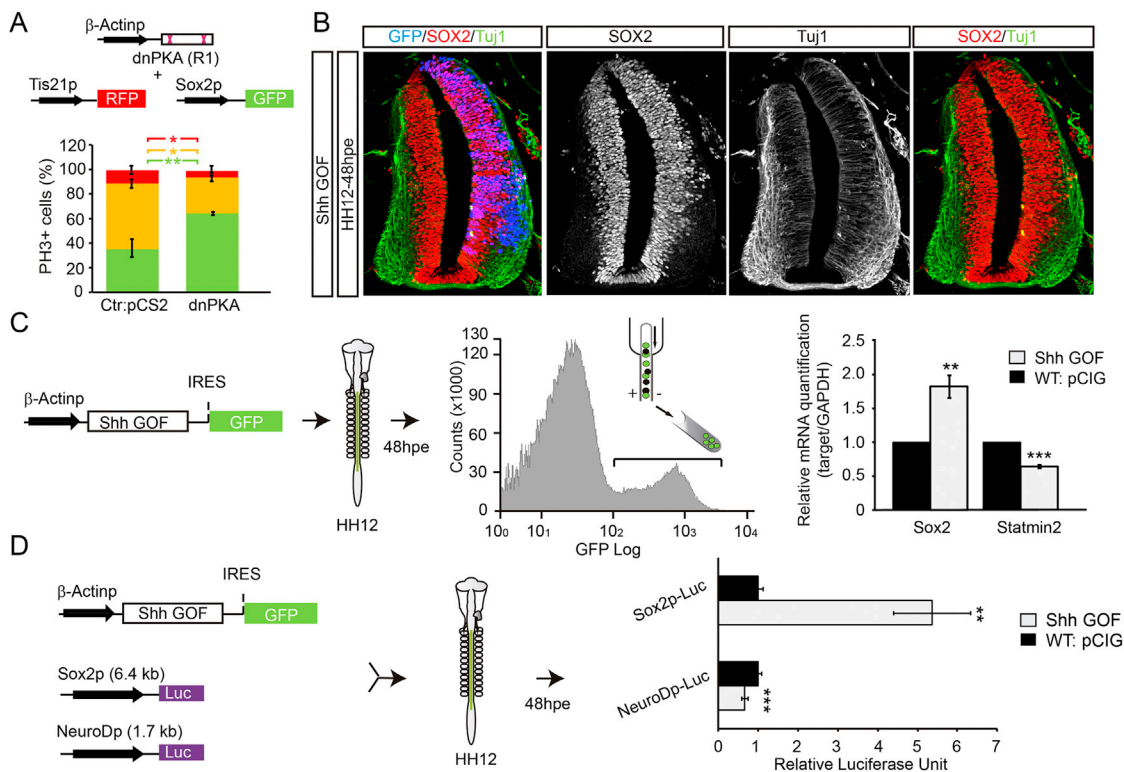 A
β-Actinp
dnPKA (R1)
+
Tis21p
RFP
Sox2p
GFP
*
*
**
PH3+ cells (%)
120
100
80
60
40
20
0
Ctr:pCS2
dnPKA
B
GFP/SOX2/Tuj1
SOX2
Tuj1
SOX2/Tuj1
Shh GOF
HH12-48hpe
C
β-Actinp
Shh GOF
IRES
GFP
HH12
48hpe
Counts (x1000)
130
120
90
60
30
0
10⁰
10¹
10²
10³
10⁴
GFP Log
+
-
Relative mRNA quantification
(target/GAPDH)
2.5
2.0
1.5
1.0
0.5
0
**
***
Sox2
Statmin2
Shh GOF
WT: pCIG
D
β-Actinp
Shh GOF
IRES
GFP
Sox2p (6.4 kb)
Luc
NeuroDp (1.7 kb)
Luc
HH12
48hpe
Sox2p-Luc
**
NeuroDp-Luc
***
0 1 2 3 4 5 6 7
Relative Luciferase Unit
Shh GOF
WT: pCIG